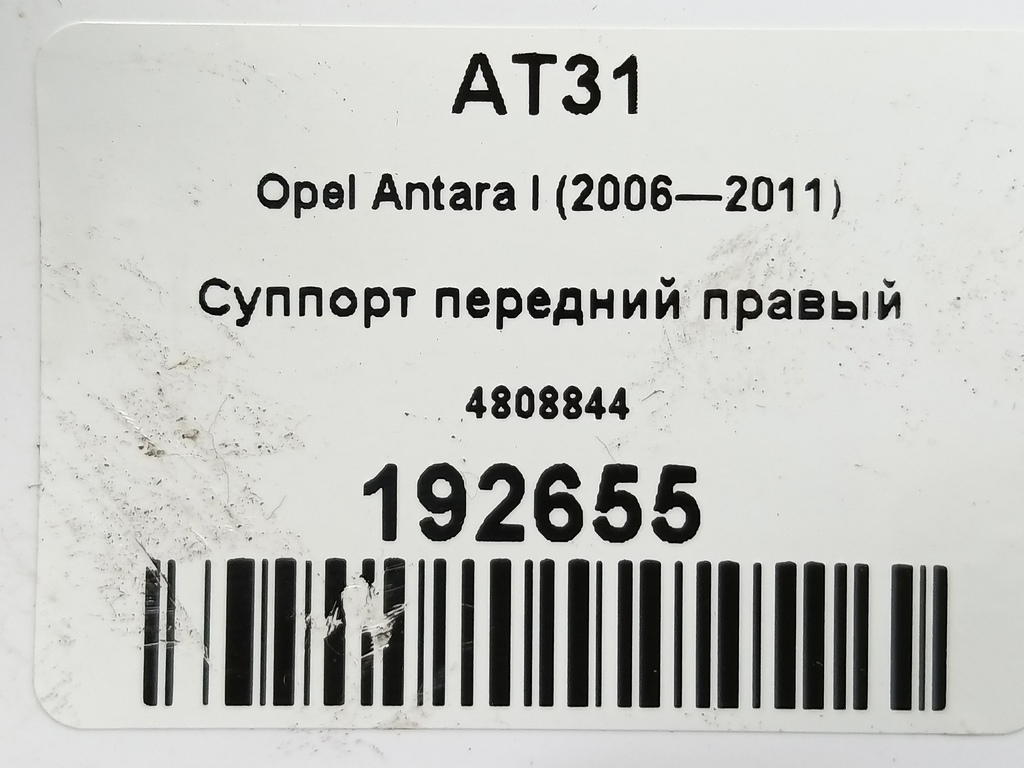 AT31
Opel Antara I (2006—2011)
Суппорт передний правый
4808844
192655